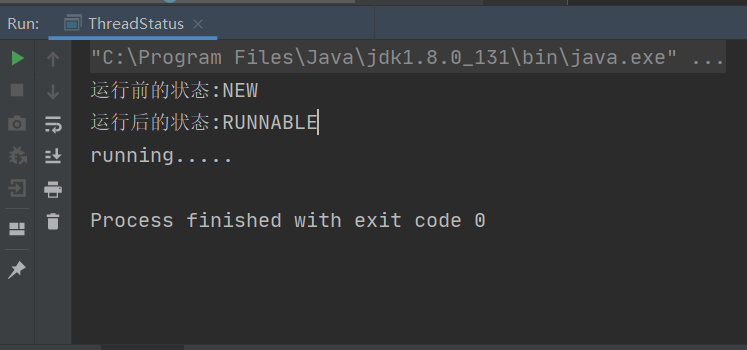 Run: ThreadStatus
"C:\Program Files\Java\jdk1.8.0_131\bin\java.exe" ...
运行前的状态:NEW
运行后的状态:RUNNABLE
running.....
Process finished with exit code 0